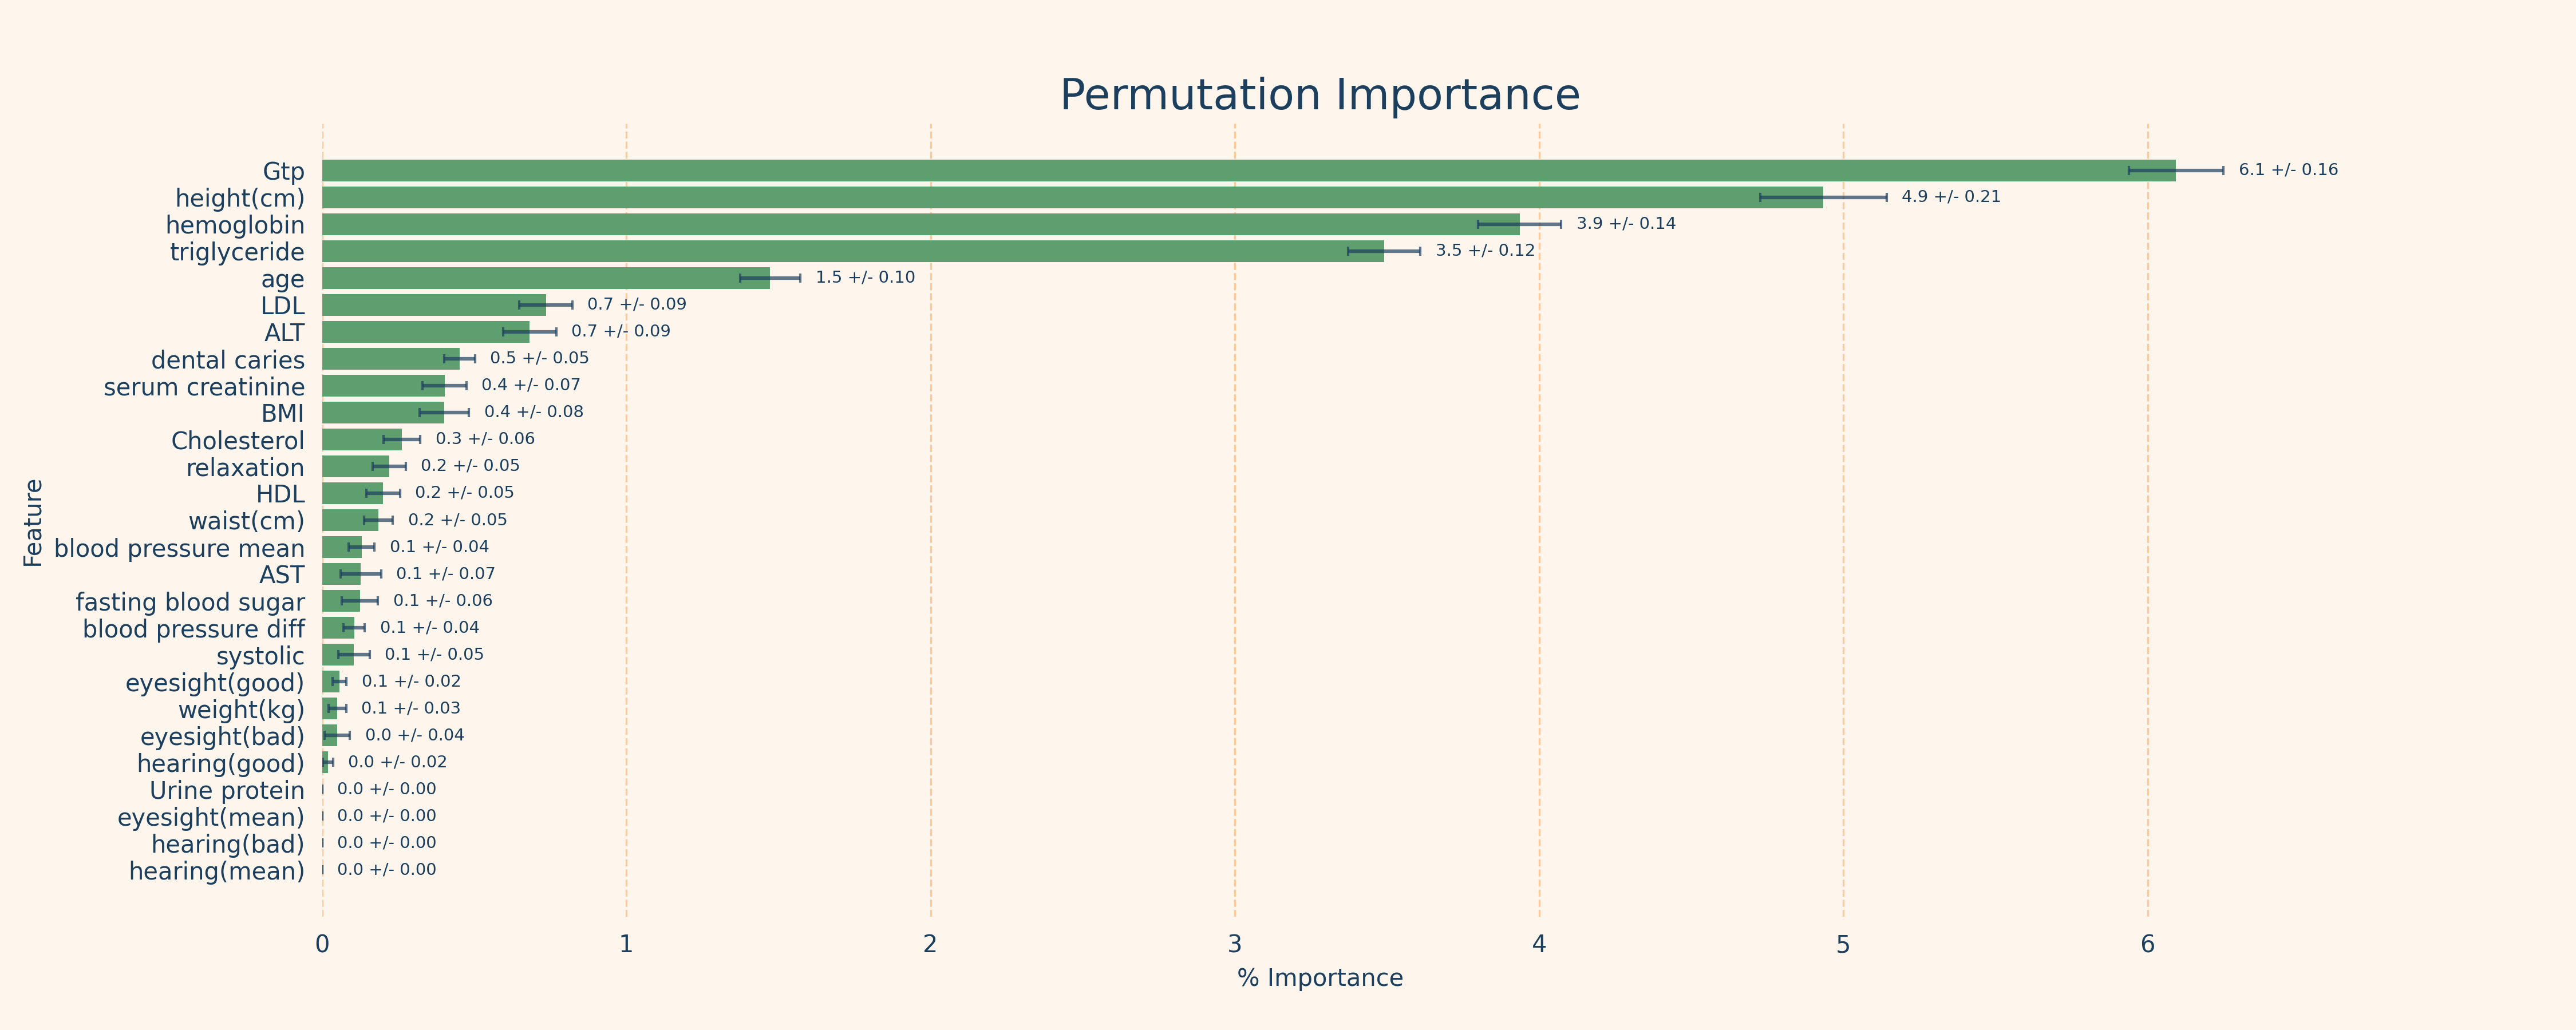 Permutation Importance
Gtp 6.1 +/- 0.16
height(cm) 4.9 +/- 0.21
hemoglobin 3.9 +/- 0.14
triglyceride 3.5 +/- 0.12
age 1.5 +/- 0.10
LDL 0.7 +/- 0.09
ALT 0.7 +/- 0.09
dental caries 0.5 +/- 0.05
serum creatinine 0.4 +/- 0.07
BMI 0.4 +/- 0.08
Cholesterol 0.3 +/- 0.06
relaxation 0.2 +/- 0.05
HDL 0.2 +/- 0.05
waist(cm) 0.2 +/- 0.05
Feature
blood pressure mean 0.1 +/- 0.04
AST 0.1 +/- 0.07
fasting blood sugar 0.1 +/- 0.06
blood pressure diff 0.1 +/- 0.04
systolic 0.1 +/- 0.05
eyesight(good) 0.1 +/- 0.02
weight(kg) 0.1 +/- 0.03
eyesight(bad) 0.0 +/- 0.04
hearing(good) 0.0 +/- 0.02
Urine protein 0.0 +/- 0.00
eyesight(mean) 0.0 +/- 0.00
hearing(bad) 0.0 +/- 0.00
hearing(mean) 0.0 +/- 0.00
0 1 2 3 4 5 6
% Importance